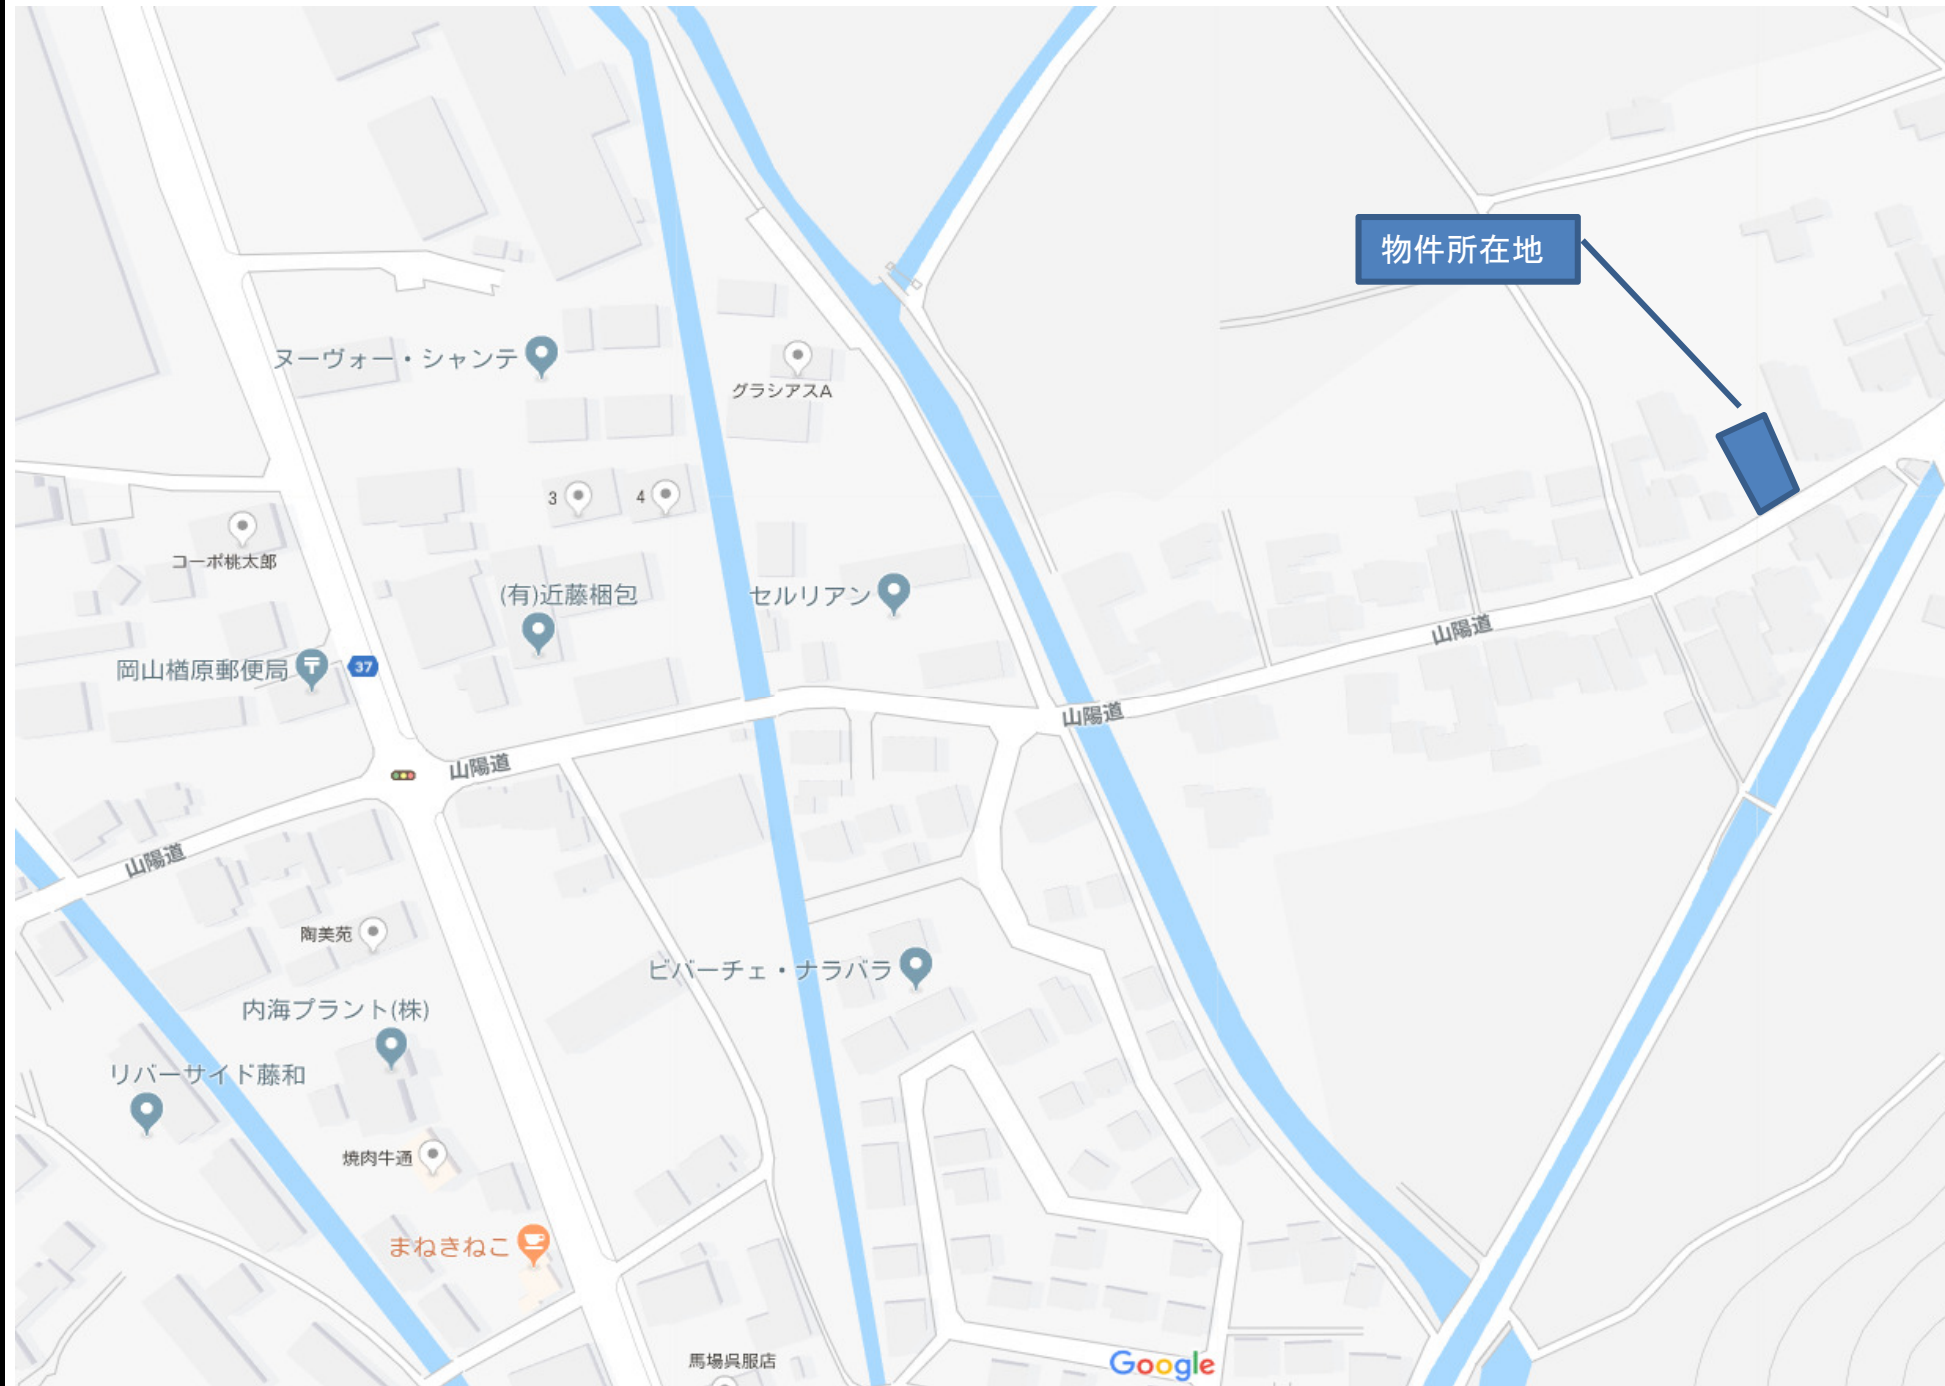 物件所在地
ヌーヴォー・シャンテ
グラシアスA
3
4
コーポ桃太郎
(有)近藤梱包
セルリアン
山陽道
岡山楢原郵便局
37
山陽道
山陽道
山陽道
陶美苑
ビバーチェ・ナラバラ
内海プラント(株)
リバーサイド藤和
焼肉牛通
まねきねこ
馬場呉服店
Google